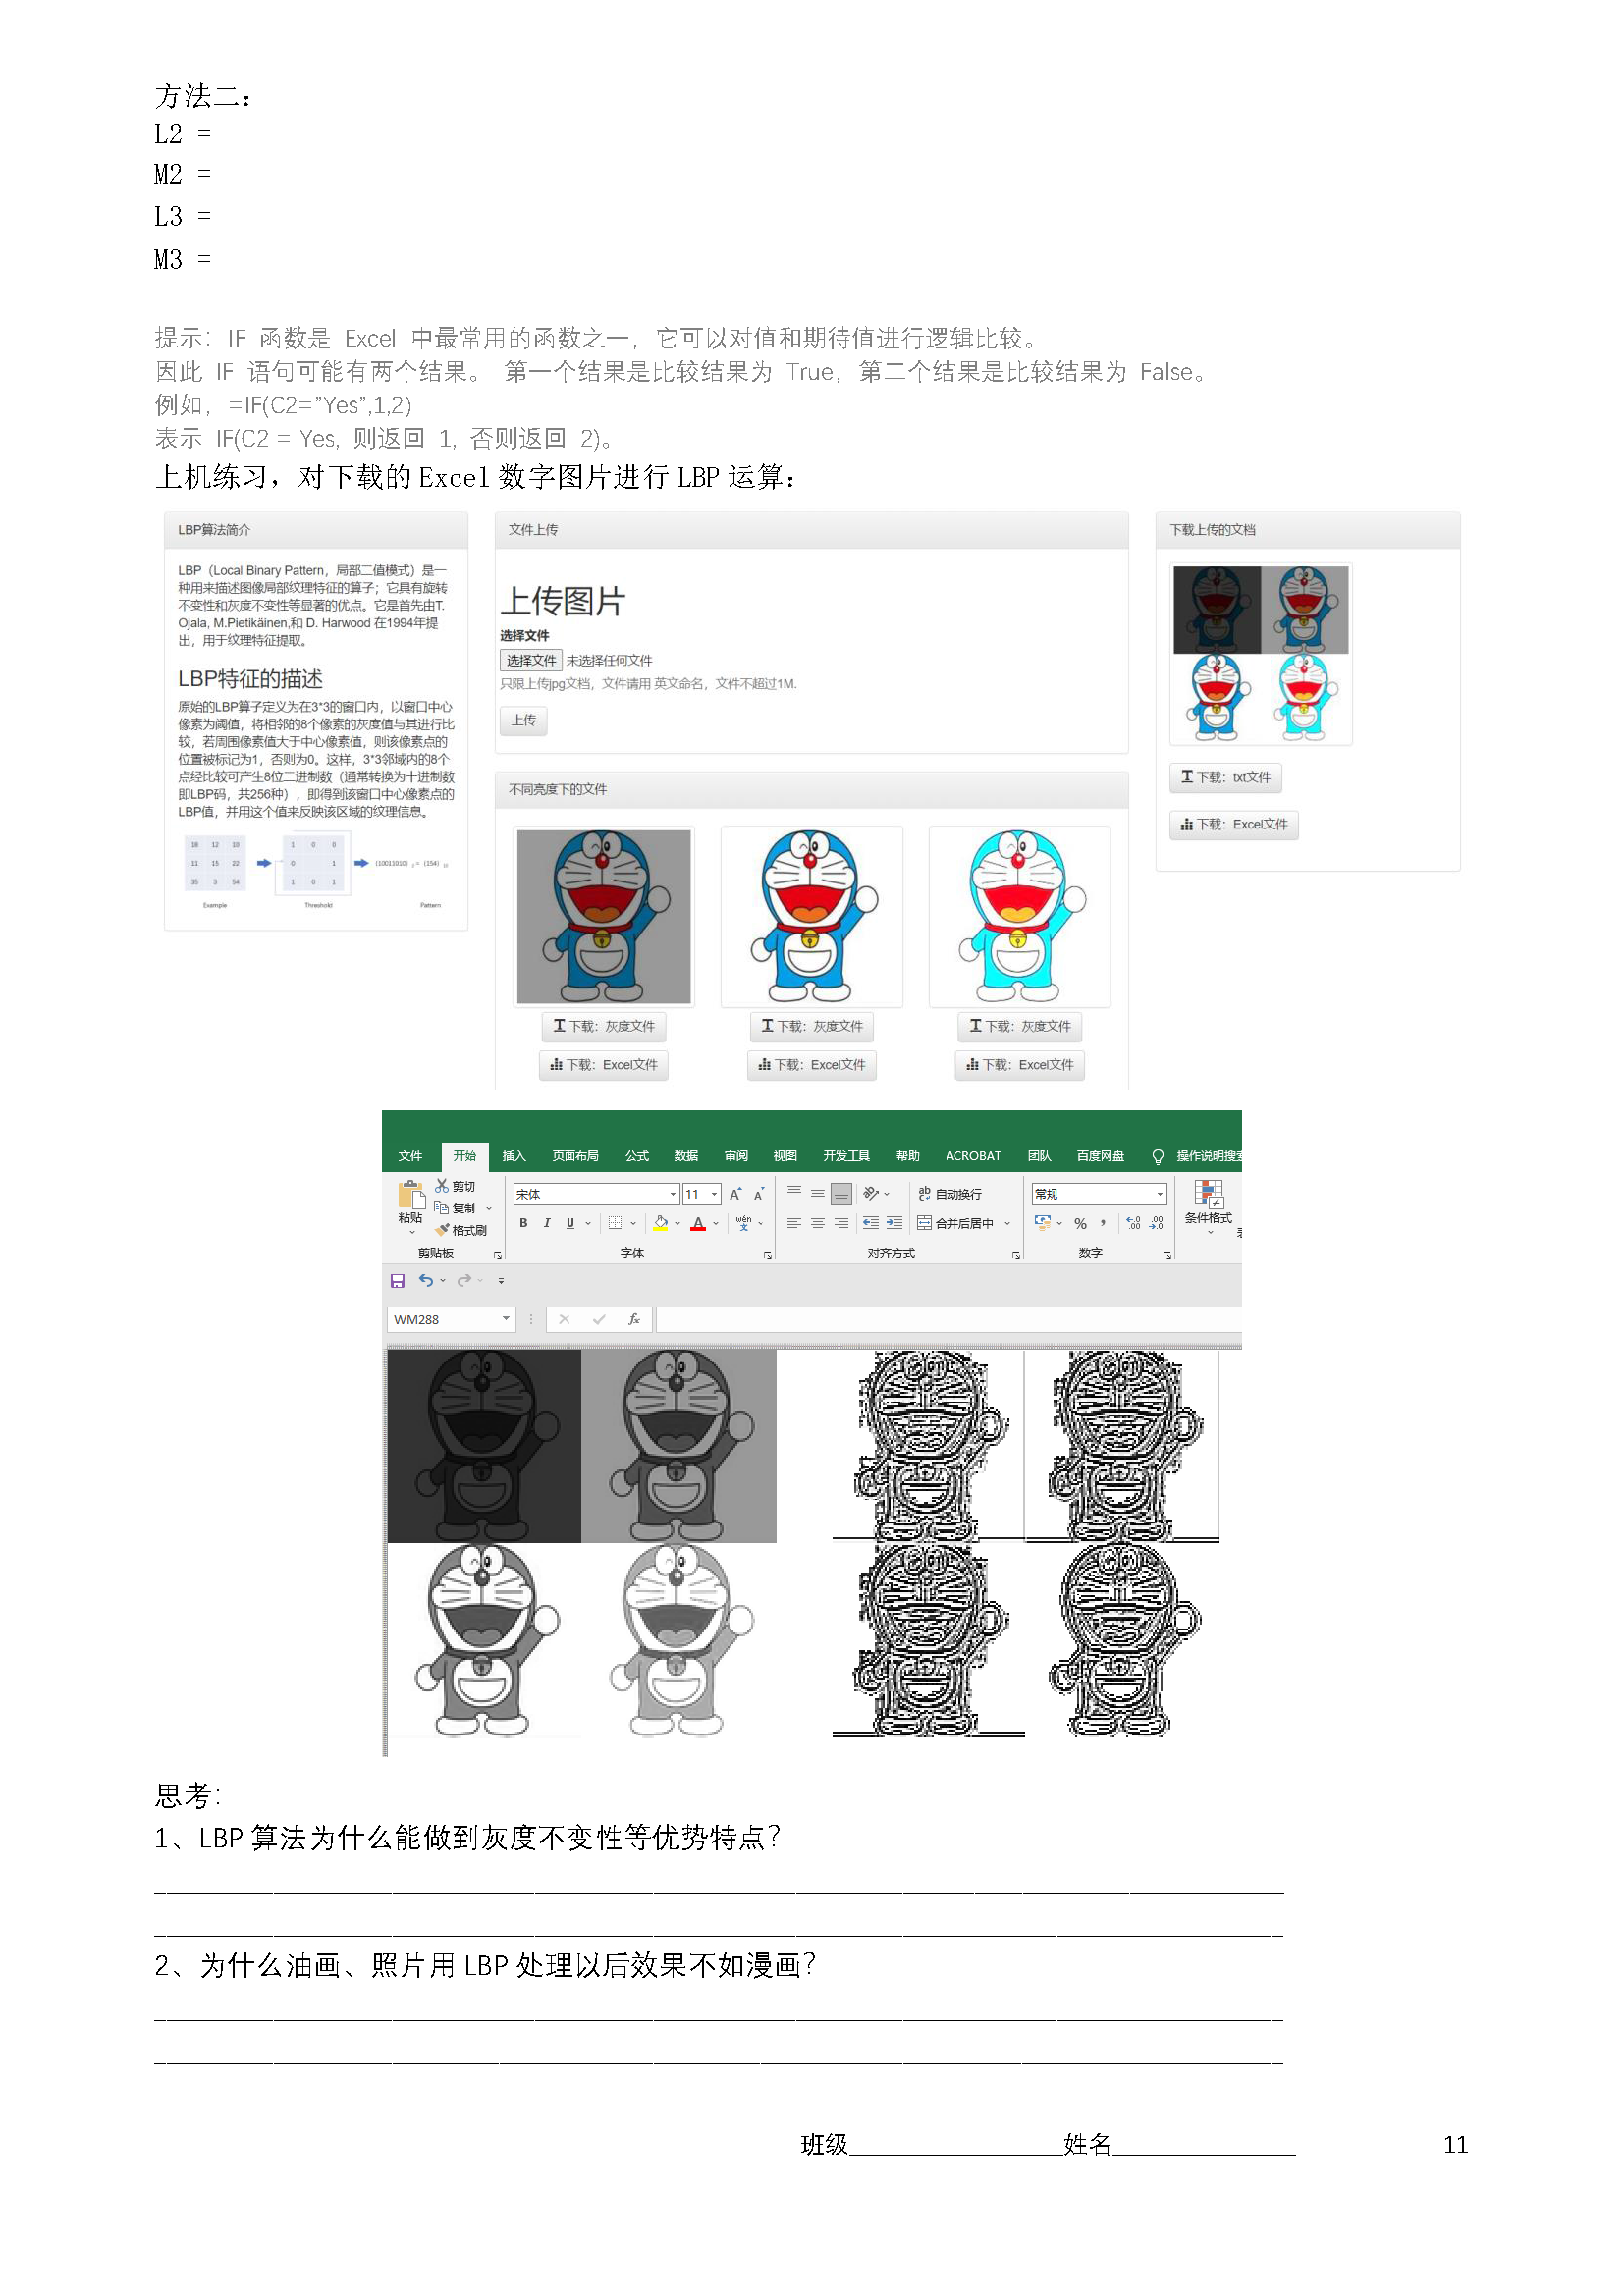 方法二：
L2 =
M2 =
L3 =
M3 =
提示：IF 函数是 Excel 中最常用的函数之一，它可以对值和期待值进行逻辑比较。
因此 IF 语句可能有两个结果。 第一个结果是比较结果为 True，第二个结果是比较结果为 False。
例如，=IF(C2=”Yes”,1,2)
表示 IF(C2 = Yes, 则返回 1, 否则返回 2)。
上机练习，对下载的Excel数字图片进行LBP运算：
LBP算法简介
LBP（Local Binary Pattern，局部二值模式）是一
种用来描述图像局部纹理特征的算子；它具有旋转
不变性和灰度不变性等显著的优点。它是首先由T.
Ojala, M.Pietikäinen,和 D. Harwood 在1994年提
出，用于纹理特征提取。
LBP特征的描述
原始的LBP算子定义为在3*3的窗口内，以窗口中心
像素为阈值，将相邻的8个像素的灰度值与其进行比
较，若周围像素值大于中心像素值，则该像素点的
位置被标记为1，否则为0。这样，3*3邻域内的8个
点经比较可产生8位二进制数（通常转换为十进制数
即LBP码，共256种），即得到该窗口中心像素点的
LBP值，并用这个值来反映该区域的纹理信息。
18 12 10 1 0 0
11 15 22 0 1 (10011010) 2 = (154) 10
35 3 54 1 0 1
Example Threshold Pattern
文件上传
上传图片
选择文件
选择文件 未选择任何文件
只限上传jpg文档，文件请用 英文命名，文件不超过1M.
上传
不同亮度下的文件
下载：灰度文件 下载：灰度文件 下载：灰度文件
下载：Excel文件 下载：Excel文件 下载：Excel文件
下载上传的文档
下载：txt文件
下载：Excel文件
文件 开始 插入 页面布局 公式 数据 审阅 视图 开发工具 帮助 ACROBAT 团队 百度网盘 操作说明搜索
粘贴 剪切 复制 格式刷
宋体 11 A A ab 自动换行 常规 条件格式
B I U A wén 文 合并后居中 % , .00
剪贴板 字体 对齐方式 数字
WM288 fx
思考：
1、LBP 算法为什么能做到灰度不变性等优势特点？
2、为什么油画、照片用 LBP 处理以后效果不如漫画？
班级________________姓名______________ 11